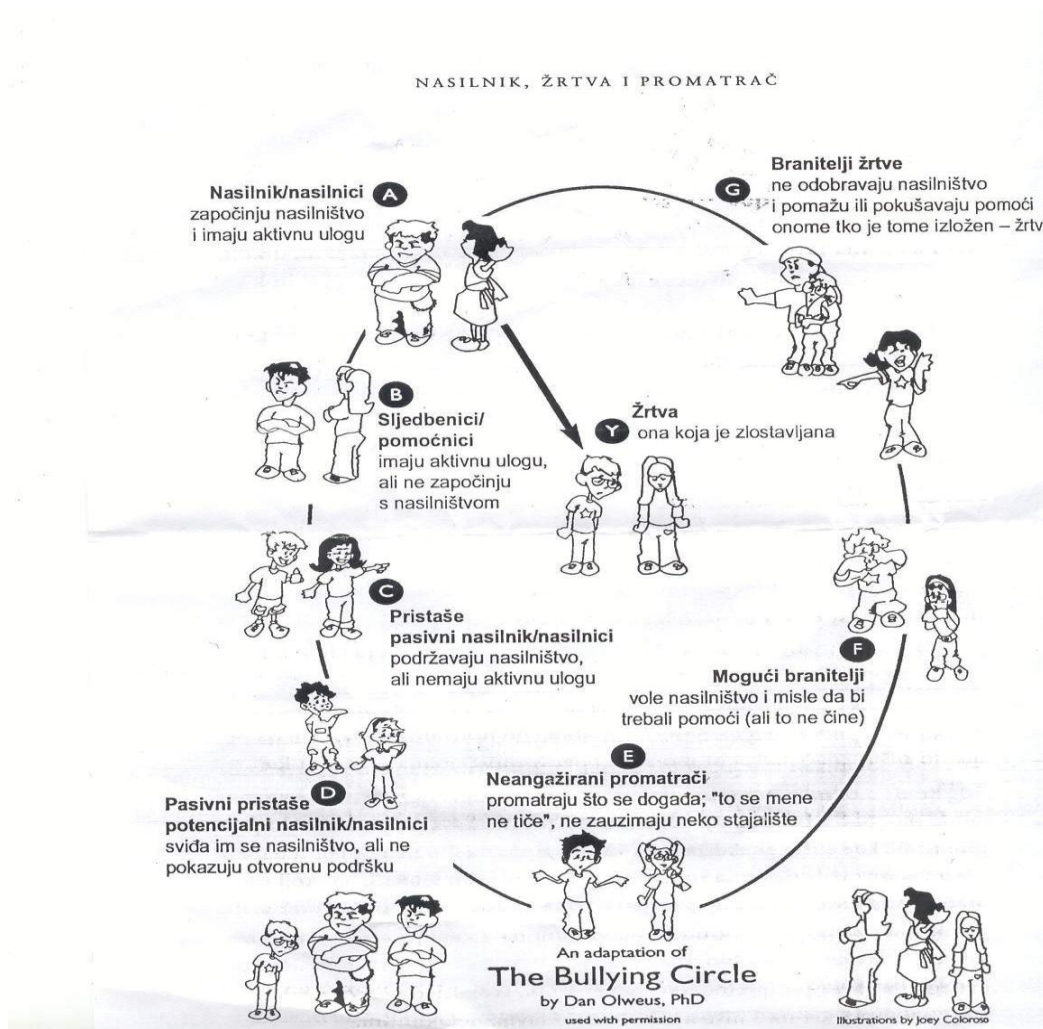 NASILNIK, ŽRTVA I PROMATRAČ
A
Nasilnik/nasilnici
započinju nasilništvo
i imaju aktivnu ulogu
G
Branitelji žrtve
ne odobravaju nasilništvo
i pomažu ili pokušavaju pomoći
onome tko je tome izložen – žrtv
B
Sljedbenici/
pomoćnici
imaju aktivnu ulogu,
ali ne započinju
s nasilništvom
Y
Žrtva
ona koja je zlostavljana
C
Pristaše
pasivni nasilnik/nasilnici
podržavaju nasilništvo,
ali nemaju aktivnu ulogu
F
Mogući branitelji
vole nasilništvo i misle da bi
trebali pomoći (ali to ne čine)
D
Pasivni pristaše
potencijalni nasilnik/nasilnici
sviđa im se nasilništvo, ali ne
pokazuju otvorenu podršku
E
Neangažirani promatrači
promatraju što se događa; "to se mene
ne tiče", ne zauzimaju neko stajalište
An adaptation of
The Bullying Circle
by Dan Olweus, PhD
used with permission
Illustrations by Joey Coloroso